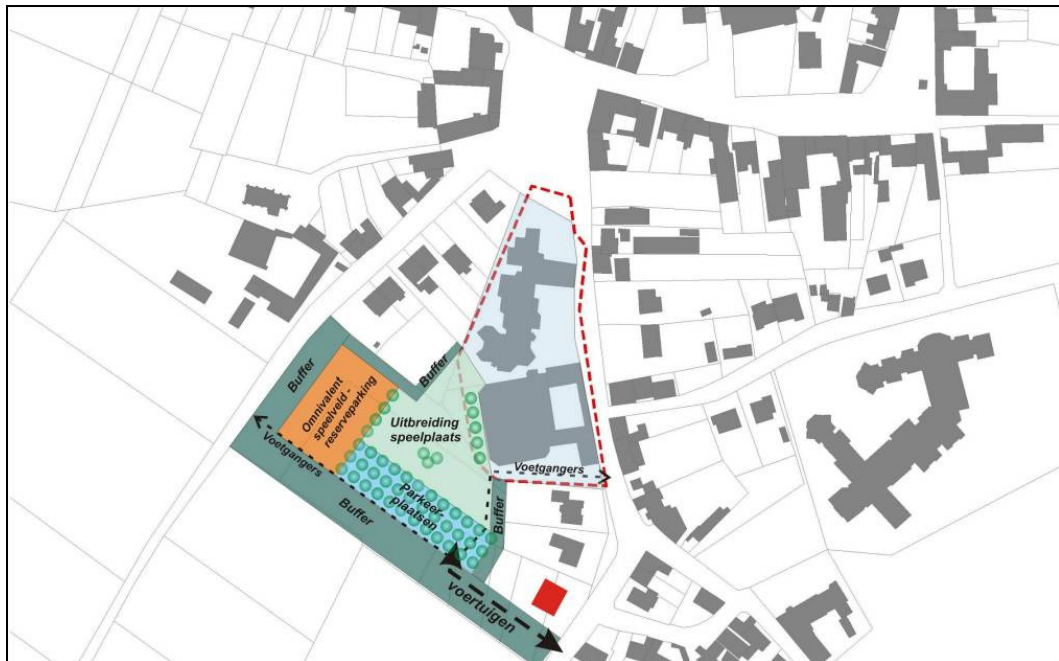 Buffer
Buffer
Omnivalent
speelveld -
reserveparking
Uitbreiding
speelplaats
Voetgangers
Voetgangers
Parkeer
plaatsen
Buffer
Buffer
voertuigen